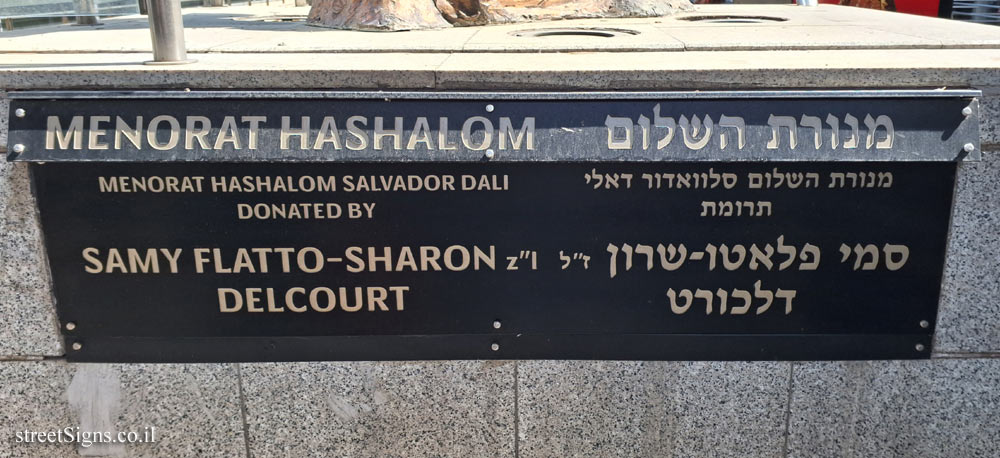 MENORAT HASHALOM
מנורת השלום
MENORAT HASHALOM SALVADOR DALI
DONATED BY
SAMY FLATTO-SHARON z"l
DELCOURT
מנורת השלום סלוואדור דאלי
תרומת
סמי פלאטו-שרון ז"ל
דלכורט
streetSigns.co.il